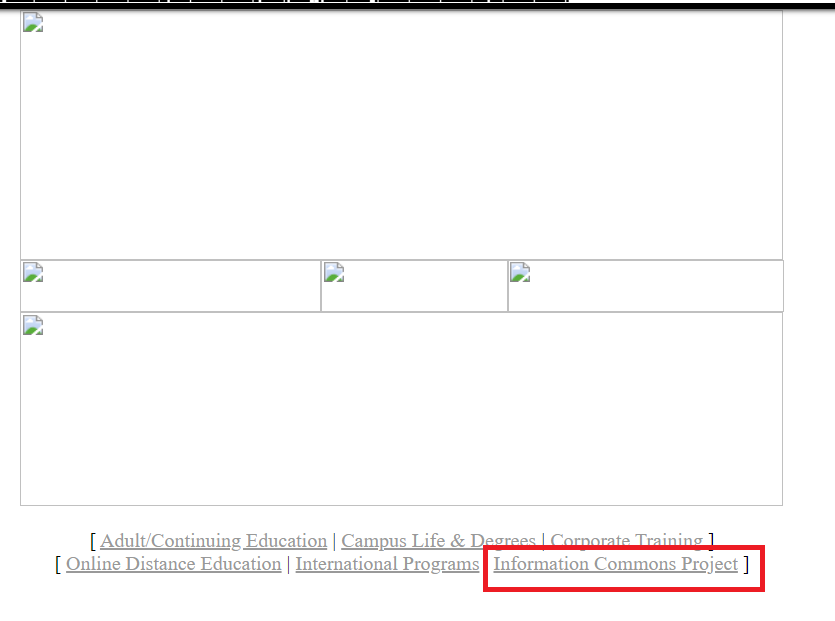 [ Adult/Continuing Education | Campus Life & Degrees | Corporate Training ]
[ Online Distance Education | International Programs | Information Commons Project ]